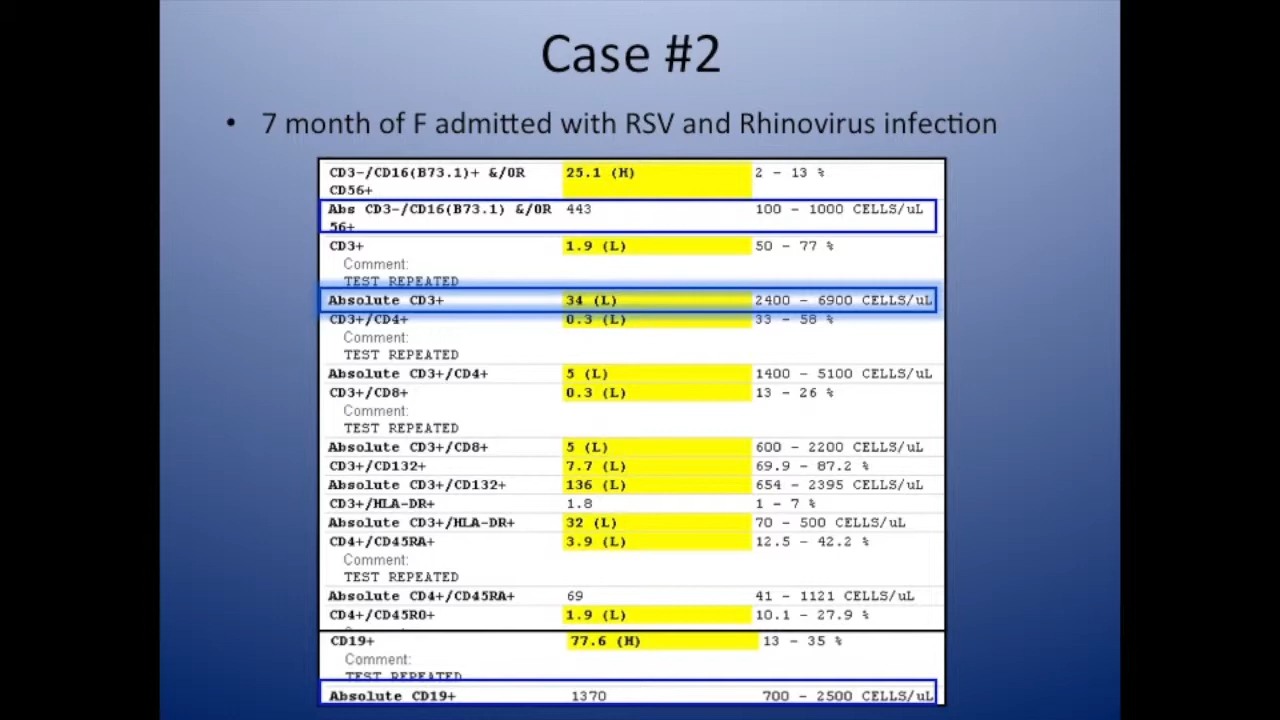 Case #2
• 7 month of F admitted with RSV and Rhinovirus infection
CD3-/CD16(B73.1)+ &/OR 25.1 (H) 2 - 13 %
CD56+
Abs CD3-/CD16(B73.1) &/OR 443 100 - 1000 CELLS/uL
56+
CD3+ 1.9 (L) 50 - 77 %
Comment:
TEST REPEATED
Absolute CD3+ 34 (L) 2400 - 6900 CELLS/uL
CD3+/CD4+ 0.3 (L) 33 - 58 %
Comment:
TEST REPEATED
Absolute CD3+/CD4+ 5 (L) 1400 - 5100 CELLS/uL
CD3+/CD8+ 0.3 (L) 13 - 26 %
Comment:
TEST REPEATED
Absolute CD3+/CD8+ 5 (L) 600 - 2200 CELLS/uL
CD3+/CD132+ 7.7 (L) 69.9 - 87.2 %
Absolute CD3+/CD132+ 136 (L) 654 - 2395 CELLS/uL
CD3+/HLA-DR+ 1.8 1 - 7 %
Absolute CD3+/HLA-DR+ 32 (L) 70 - 500 CELLS/uL
CD4+/CD45RA+ 3.9 (L) 12.5 - 42.2 %
Comment:
TEST REPEATED
Absolute CD4+/CD45RA+ 69 41 - 1121 CELLS/uL
CD4+/CD45RO+ 1.9 (L) 10.1 - 27.9 %
CD19+ 77.6 (H) 13 - 35 %
Comment:
TEST REPEATED
Absolute CD19+ 1370 700 - 2500 CELLS/uL